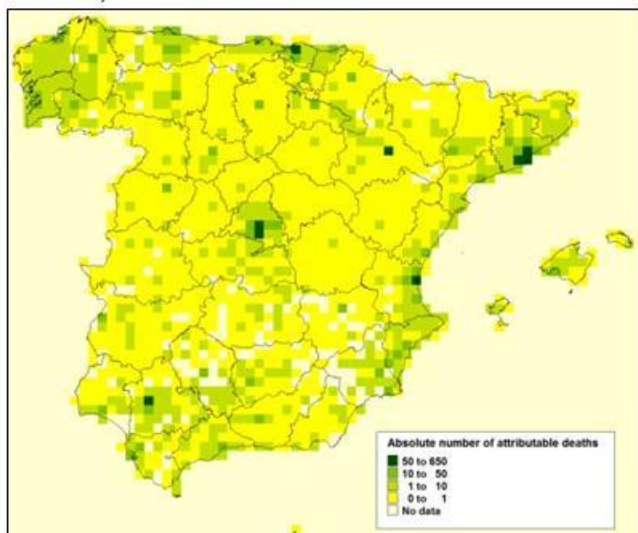 Absolute number of attributable deaths
50 to 650
10 to 50
1 to 10
0 to 1
No data